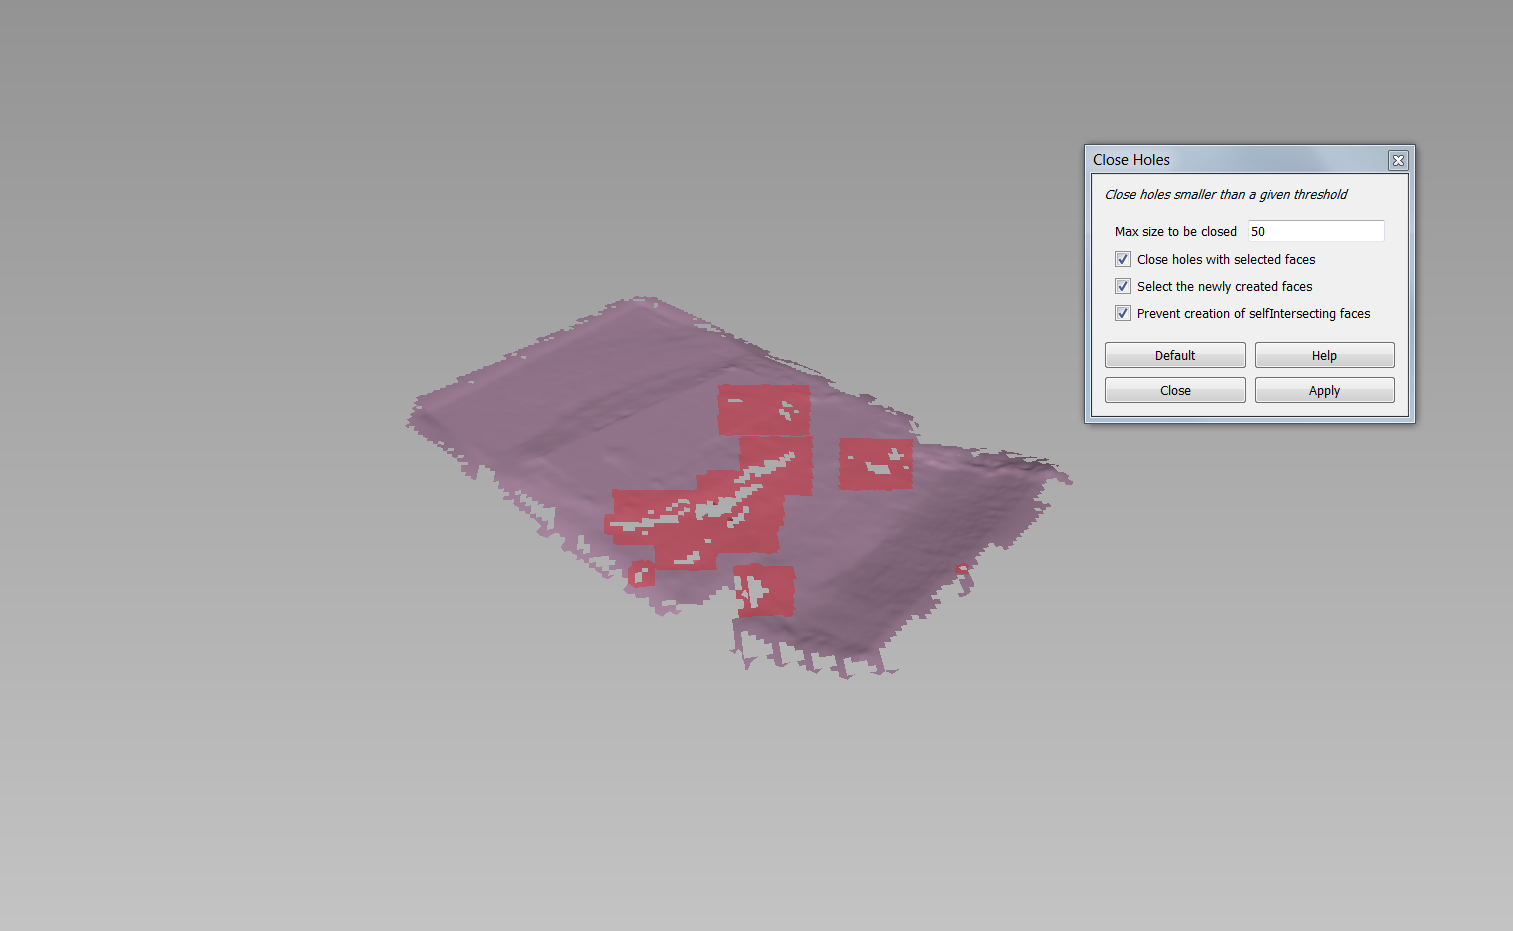 Close Holes
Close holes smaller than a given threshold
Max size to be closed 50
Close holes with selected faces
Select the newly created faces
Prevent creation of selfIntersecting faces
Default Help
Close Apply